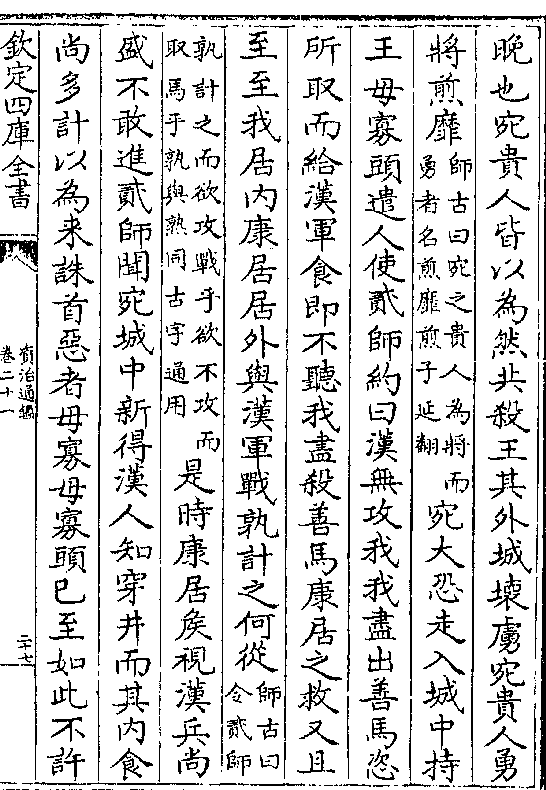 晚也宛貴人皆以為然共殺王其外城壞虜宛貴人勇
將煎靡師古曰宛之貴人為將而勇者名煎靡煎子延翻宛大恐走入城中持
王毋寡頭遣人使貳師約曰漢無攻我我盡出善馬恣
所取而給漢軍食即不聽我盡殺善馬康居之救又且
至至我居内康居居外與漢軍戰孰計之何從師古曰令貳師
孰計之而欲攻戰乎欲不攻而取馬乎孰與熟同古字通用是時康居𠉀視漢兵尚
盛不敢進貳師聞宛城中新得漢人知穿井而其内食
尚多計以為来誅首惡者毋寡毋寡頭已至如此不許
欽定四庫全書
資治通鑑
卷二十一
二十七